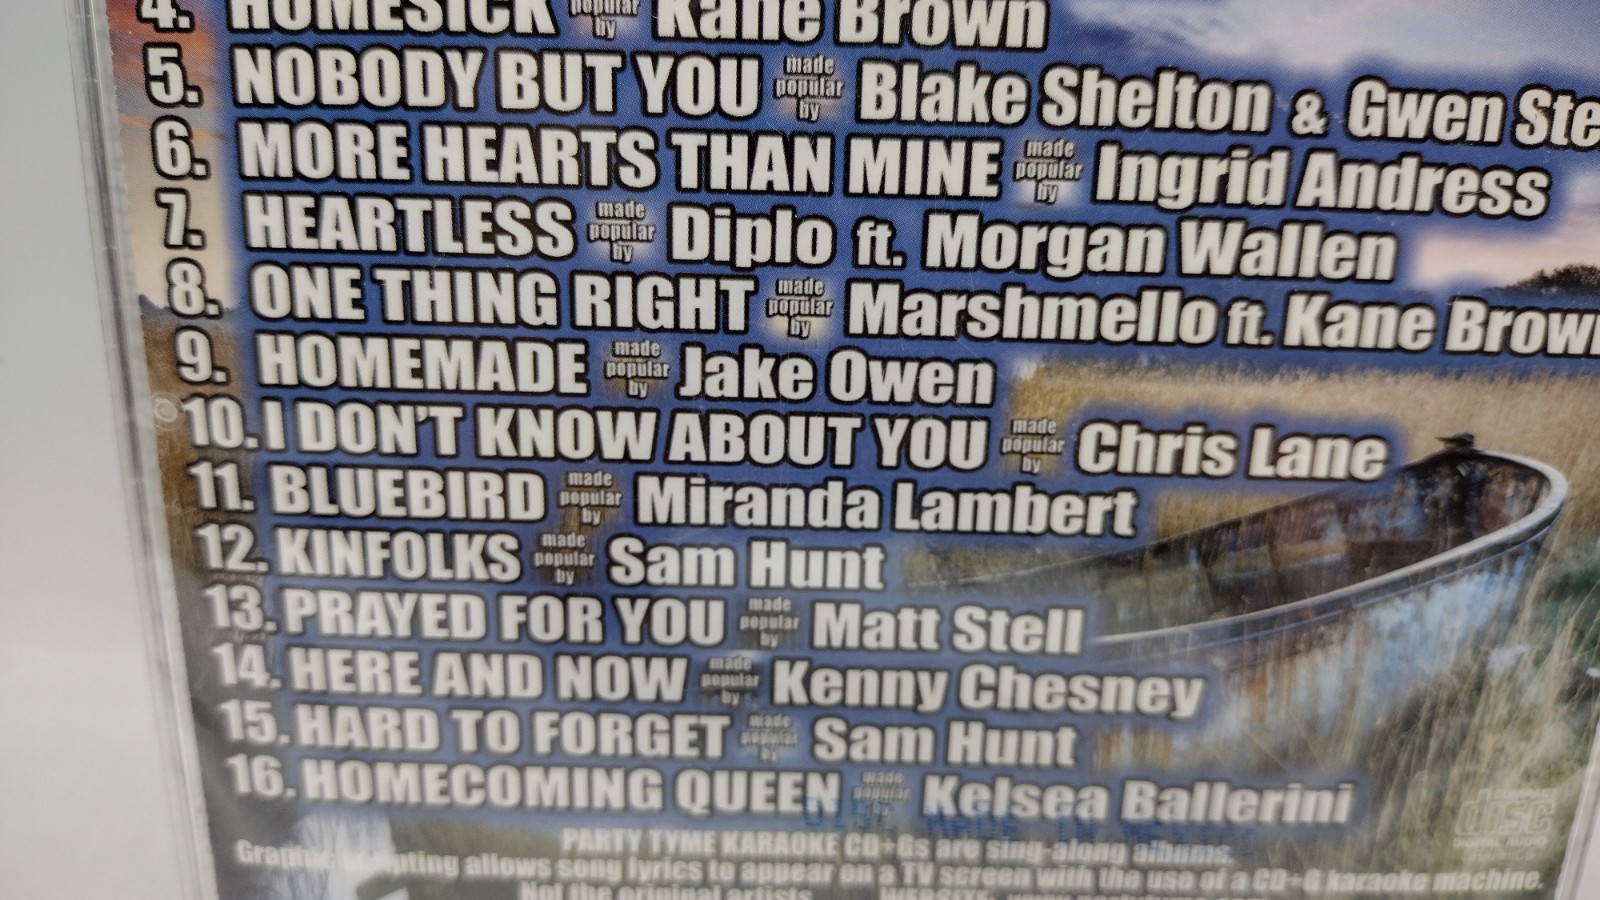 4. HOMESICK made popular by Kane Brown
5. NOBODY BUT YOU made popular by Blake Shelton & Gwen Ste
6. MORE HEARTS THAN MINE made popular by Ingrid Andress
7. HEARTLESS made popular by Diplo ft. Morgan Wallen
8. ONE THING RIGHT made popular by Marshmello ft. Kane Brown
9. HOMEMADE made popular by Jake Owen
10. I DON'T KNOW ABOUT YOU made popular by Chris Lane
11. BLUEBIRD made popular by Miranda Lambert
12. KINFOLKS made popular by Sam Hunt
13. PRAYED FOR YOU made popular by Matt Stell
14. HERE AND NOW made popular by Kenny Chesney
15. HARD TO FORGET made popular by Sam Hunt
16. HOMECOMING QUEEN made popular by Kelsea Ballerini
disc
PARTY TYME KARAOKE CD+Gs are sing-along albums.
allows song lyrics to appear on a TV screen with the use of a CD+G karaoke machine.
Not the original artists